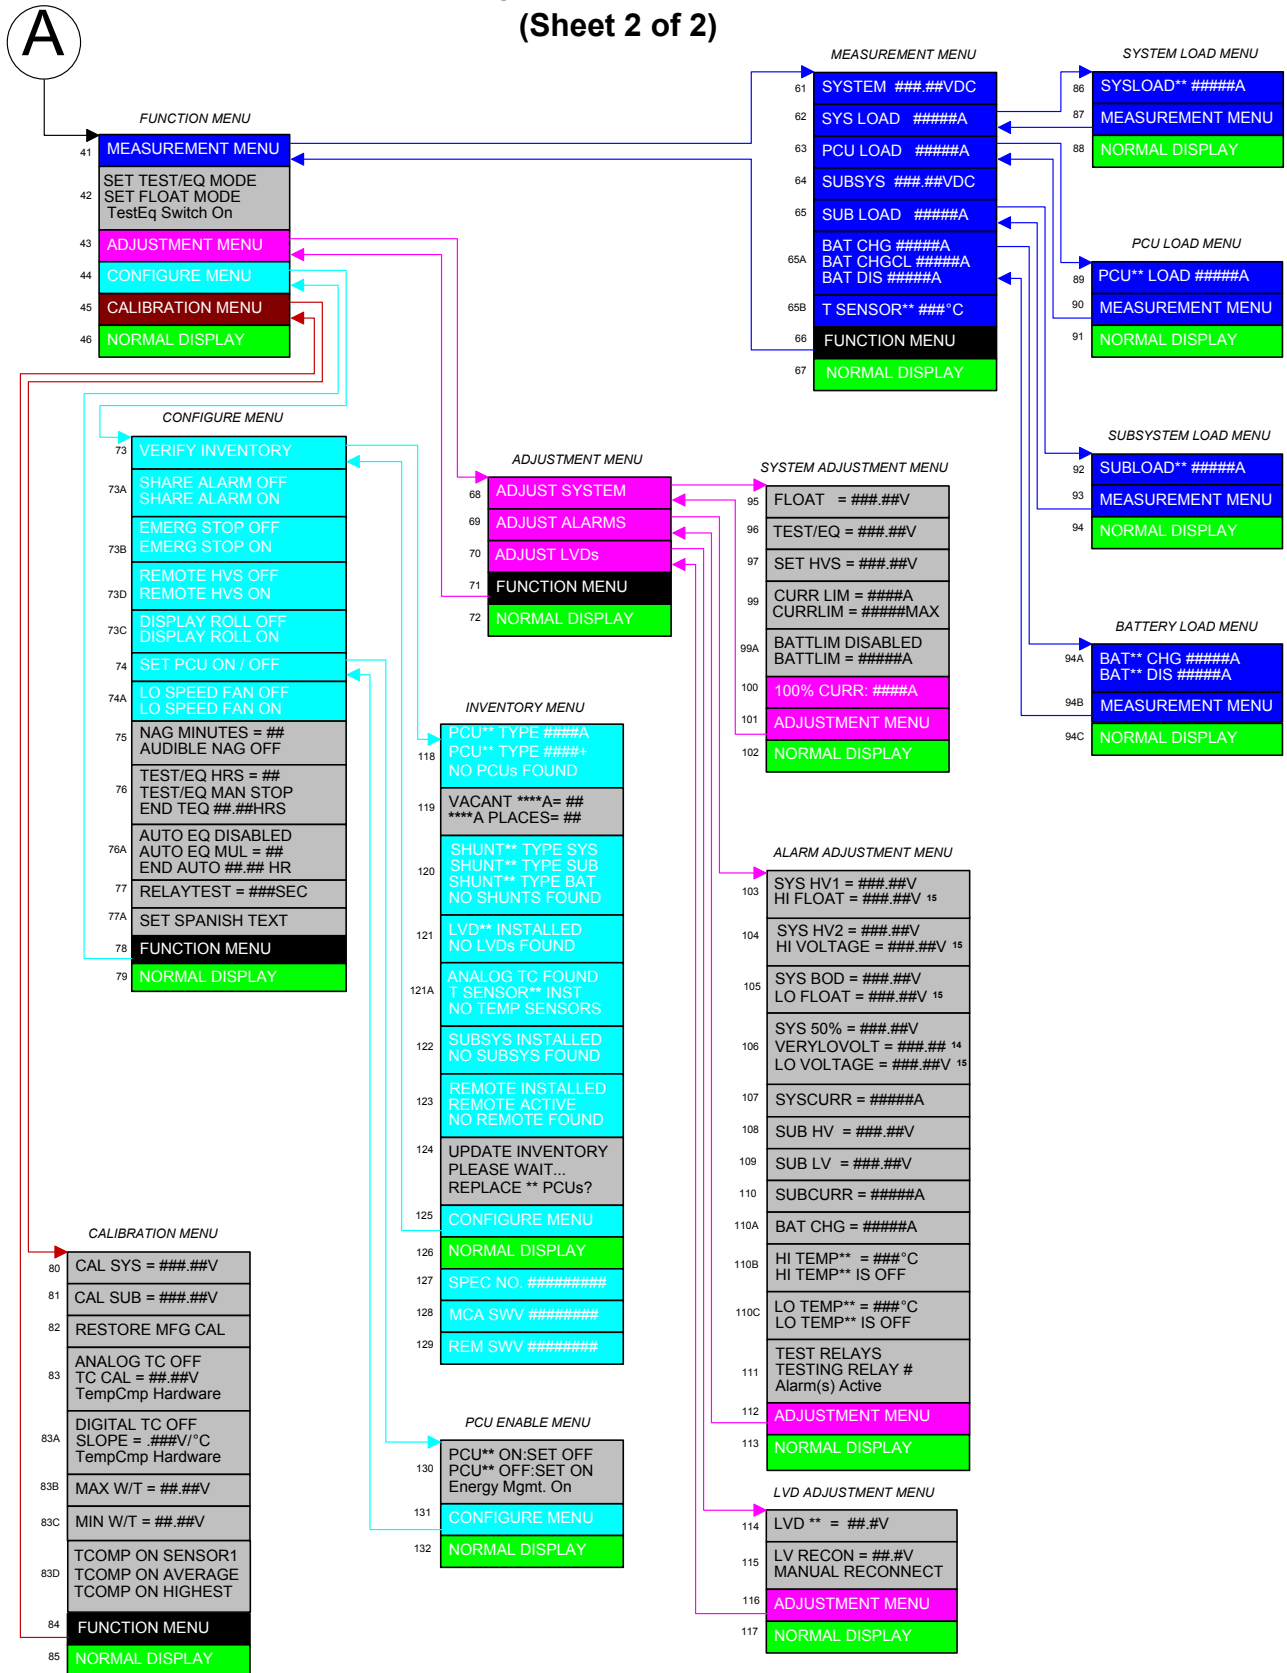 (Sheet 2 of 2)
A
FUNCTION MENU
41 MEASUREMENT MENU
42 SET TEST/EQ MODE
SET FLOAT MODE
TestEq Switch On
43 ADJUSTMENT MENU
44 CONFIGURE MENU
45 CALIBRATION MENU
46 NORMAL DISPLAY
MEASUREMENT MENU
61 SYSTEM ###.##VDC
62 SYS LOAD #####A
63 PCU LOAD #####A
64 SUBSYS ###.##VDC
65 SUB LOAD #####A
65A BAT CHG #####A
BAT CHGCL #####A
BAT DIS #####A
65B T SENSOR** ###°C
66 FUNCTION MENU
67 NORMAL DISPLAY
SYSTEM LOAD MENU
86 SYSLOAD** #####A
87 MEASUREMENT MENU
88 NORMAL DISPLAY
PCU LOAD MENU
89 PCU** LOAD #####A
90 MEASUREMENT MENU
91 NORMAL DISPLAY
SUBSYSTEM LOAD MENU
92 SUBLOAD** #####A
93 MEASUREMENT MENU
94 NORMAL DISPLAY
BATTERY LOAD MENU
94A BAT** CHG #####A
BAT** DIS #####A
94B MEASUREMENT MENU
94C NORMAL DISPLAY
CONFIGURE MENU
73 VERIFY INVENTORY
73A SHARE ALARM OFF
SHARE ALARM ON
73B EMERG STOP OFF
EMERG STOP ON
73D REMOTE HVS OFF
REMOTE HVS ON
73C DISPLAY ROLL OFF
DISPLAY ROLL ON
74 SET PCU ON / OFF
74A LO SPEED FAN OFF
LO SPEED FAN ON
75 NAG MINUTES = ##
AUDIBLE NAG OFF
76 TEST/EQ HRS = ##
TEST/EQ MAN STOP
END TEQ ##.##HRS
76A AUTO EQ DISABLED
AUTO EQ MUL = ##
END AUTO ##.## HR
77 RELAYTEST = ###SEC
77A SET SPANISH TEXT
78 FUNCTION MENU
79 NORMAL DISPLAY
ADJUSTMENT MENU
68 ADJUST SYSTEM
69 ADJUST ALARMS
70 ADJUST LVDs
71 FUNCTION MENU
72 NORMAL DISPLAY
SYSTEM ADJUSTMENT MENU
95 FLOAT = ###.##V
96 TEST/EQ = ###.##V
97 SET HVS = ###.##V
99 CURR LIM = ####A
CURRLIM = #####MAX
99A BATTLIM DISABLED
BATTLIM = #####A
100 100% CURR: ####A
101 ADJUSTMENT MENU
102 NORMAL DISPLAY
INVENTORY MENU
118 PCU** TYPE ####A
PCU** TYPE ####+
NO PCUs FOUND
119 VACANT ****A= ##
****A PLACES= ##
120 SHUNT** TYPE SYS
SHUNT** TYPE SUB
SHUNT** TYPE BAT
NO SHUNTS FOUND
121 LVD** INSTALLED
NO LVDs FOUND
121A ANALOG TC FOUND
T SENSOR** INST
NO TEMP SENSORS
122 SUBSYS INSTALLED
NO SUBSYS FOUND
123 REMOTE INSTALLED
REMOTE ACTIVE
NO REMOTE FOUND
124 UPDATE INVENTORY
PLEASE WAIT...
REPLACE ** PCUs?
125 CONFIGURE MENU
126 NORMAL DISPLAY
127 SPEC NO. #########
128 MCA SWV ########
129 REM SWV ########
ALARM ADJUSTMENT MENU
103 SYS HV1 = ###.##V
HI FLOAT = ###.##V 15
104 SYS HV2 = ###.##V
HI VOLTAGE = ###.##V 15
105 SYS BOD = ###.##V
LO FLOAT = ###.##V 15
106 SYS 50% = ###.##V
VERYLOVOLT = ###.## 14
LO VOLTAGE = ###.##V 15
107 SYSCURR = #####A
108 SUB HV = ###.##V
109 SUB LV = ###.##V
110 SUBCURR = #####A
110A BAT CHG = #####A
110B HI TEMP** = ###°C
HI TEMP** IS OFF
110C LO TEMP** = ###°C
LO TEMP** IS OFF
111 TEST RELAYS
TESTING RELAY #
Alarm(s) Active
112 ADJUSTMENT MENU
113 NORMAL DISPLAY
CALIBRATION MENU
80 CAL SYS = ###.##V
81 CAL SUB = ###.##V
82 RESTORE MFG CAL
83 ANALOG TC OFF
TC CAL = ##.##V
TempCmp Hardware
83A DIGITAL TC OFF
SLOPE = .###V/°C
TempCmp Hardware
83B MAX W/T = ##.##V
83C MIN W/T = ##.##V
83D TCOMP ON SENSOR1
TCOMP ON AVERAGE
TCOMP ON HIGHEST
84 FUNCTION MENU
85 NORMAL DISPLAY
PCU ENABLE MENU
130 PCU** ON:SET OFF
PCU** OFF:SET ON
Energy Mgmt. On
131 CONFIGURE MENU
132 NORMAL DISPLAY
LVD ADJUSTMENT MENU
114 LVD ** = ##.#V
115 LV RECON = ##.#V
MANUAL RECONNECT
116 ADJUSTMENT MENU
117 NORMAL DISPLAY